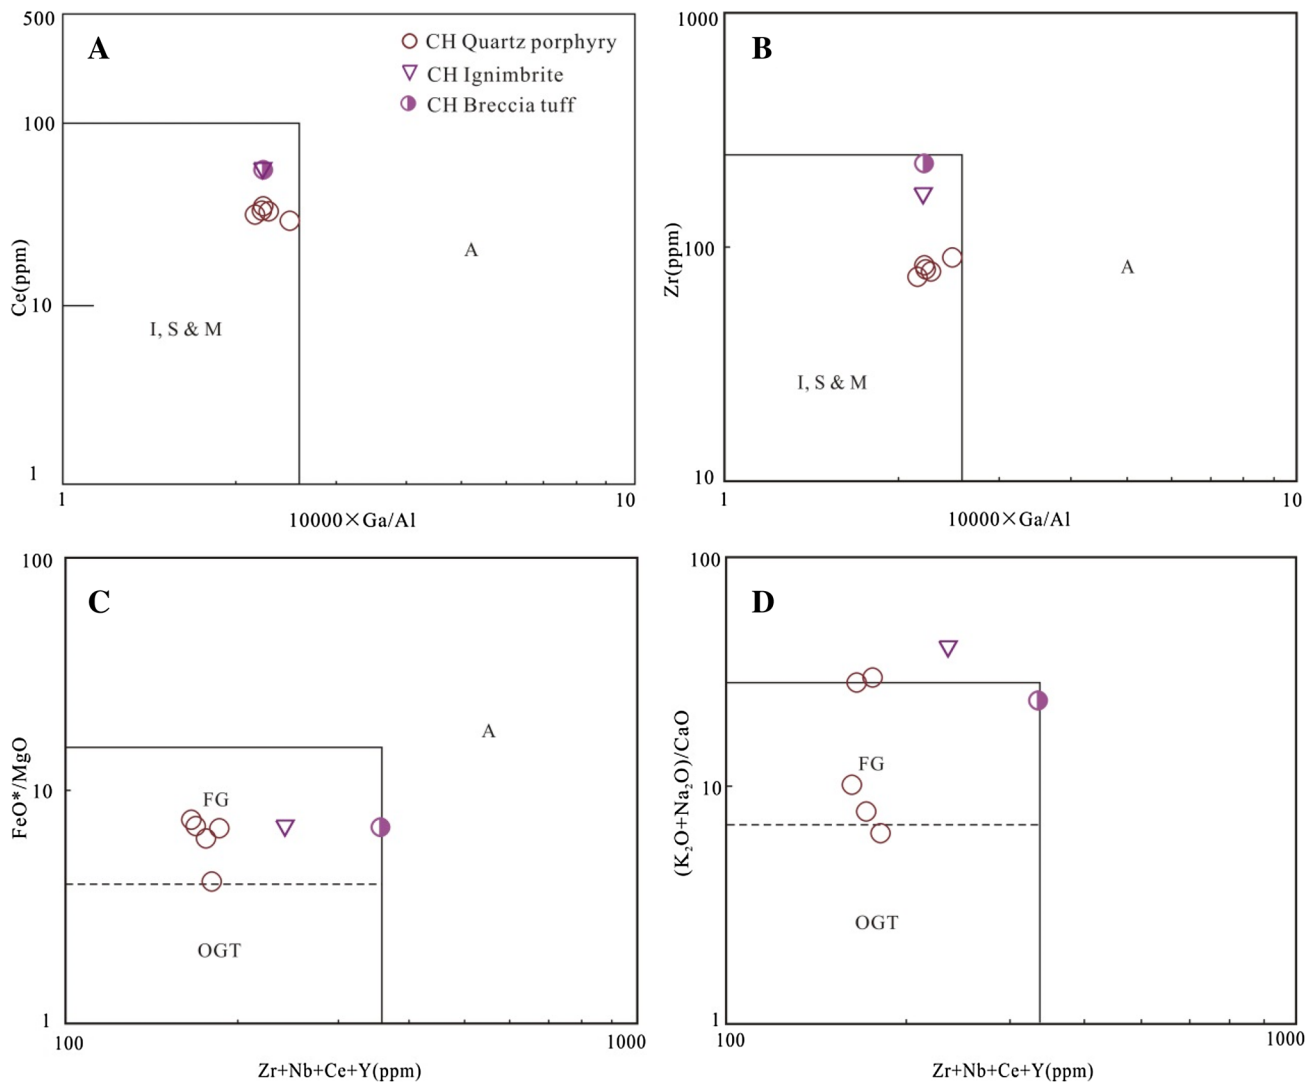 500
A
CH Quartz porphyry
CH Ignimbrite
CH Breccia tuff
100
Ce(ppm)
A
10
I, S & M
1
1
10
10000×Ga/Al
1000
B
Zr(ppm)
100
A
I, S & M
10
1
10
10000×Ga/Al
100
C
FeO*/MgO
A
10
FG
OGT
1
100
1000
Zr+Nb+Ce+Y(ppm)
100
D
(K₂O+Na₂O)/CaO
FG
10
OGT
1
100
1000
Zr+Nb+Ce+Y(ppm)